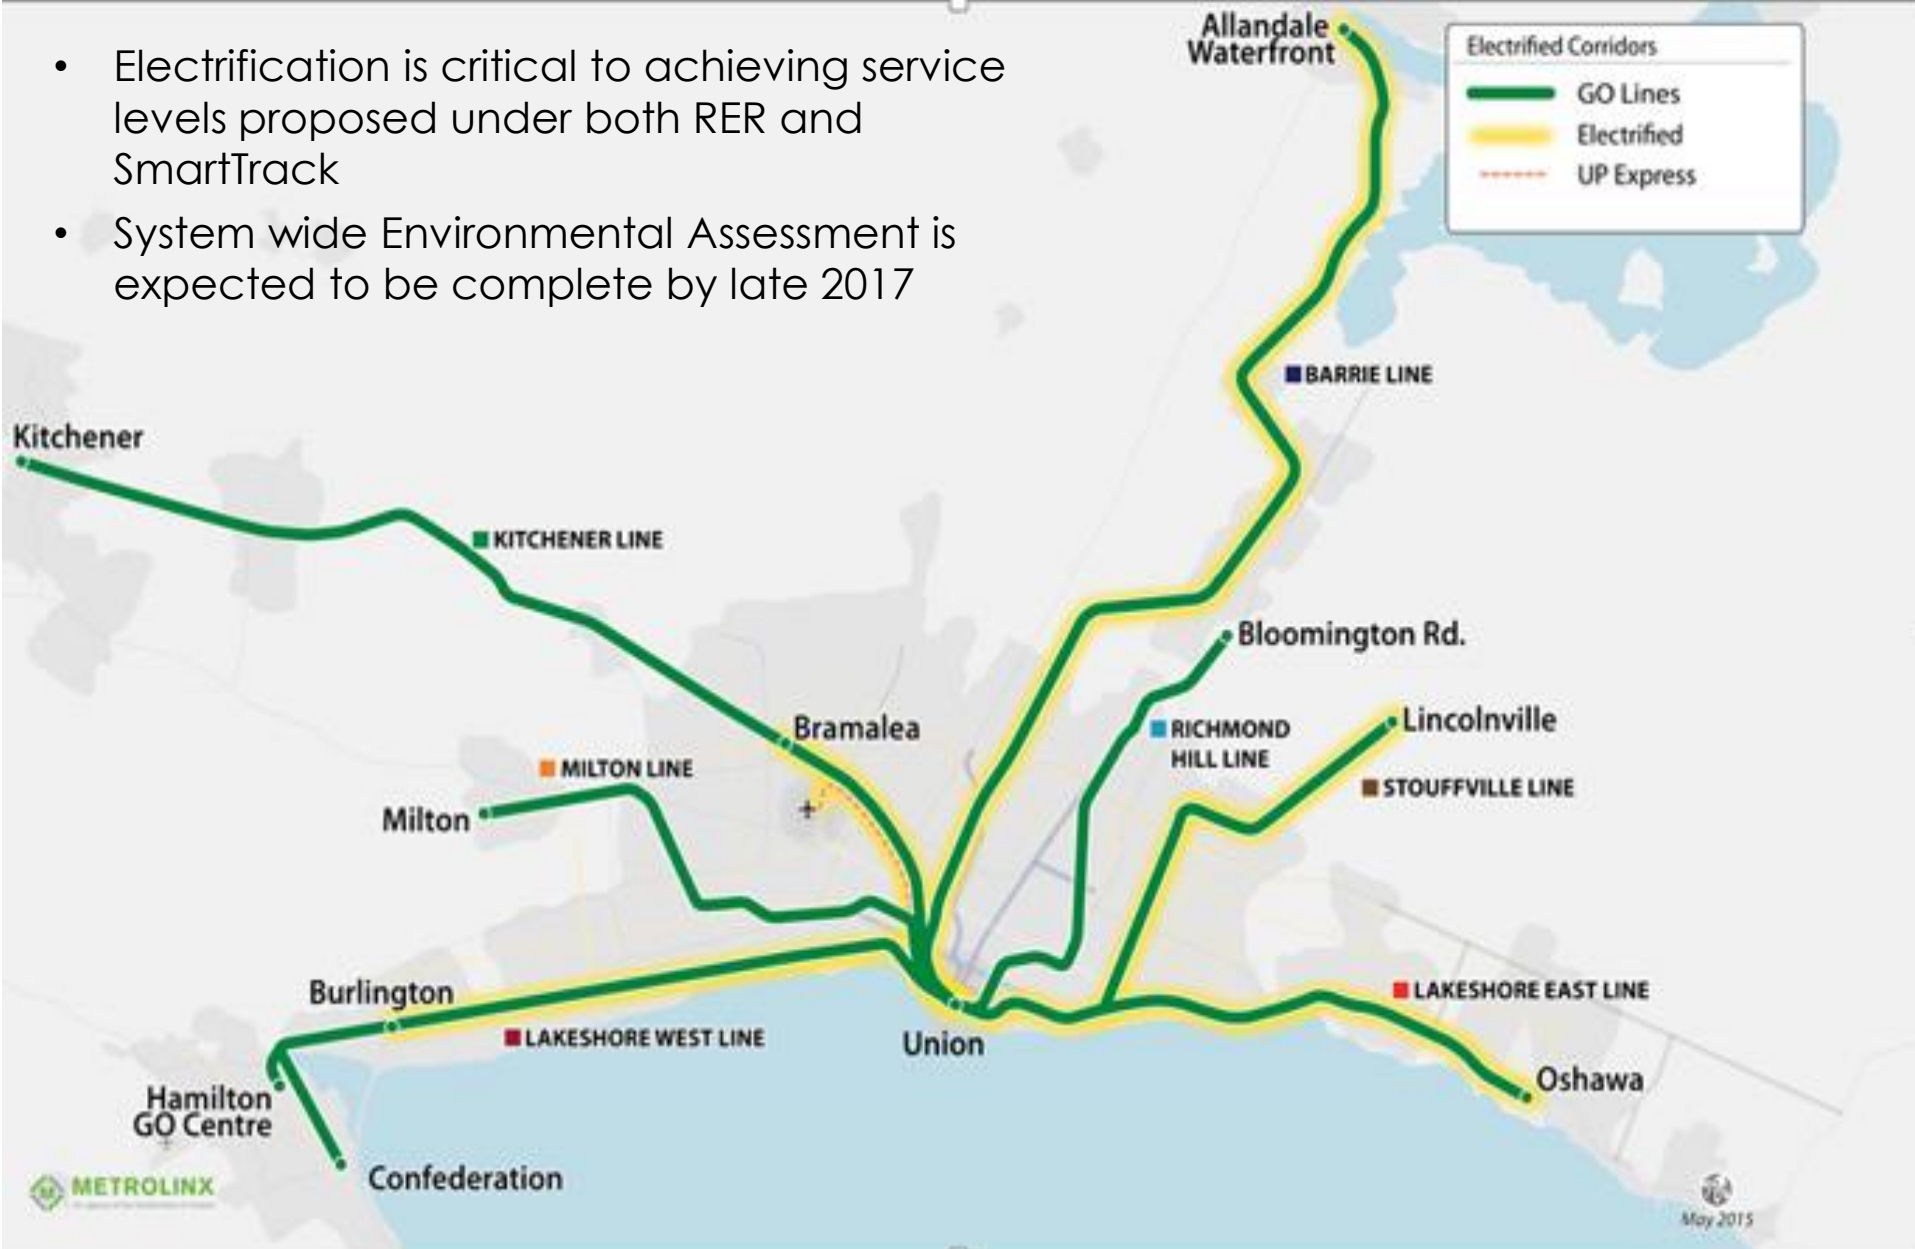 • Electrification is critical to achieving service
levels proposed under both RER and
SmartTrack
• System wide Environmental Assessment is
expected to be complete by late 2017
Allandale
Waterfront
Electrified Corridors
GO Lines
Electrified
UP Express
BARRIE LINE
Kitchener
KITCHENER LINE
Bloomington Rd.
Bramalea
RICHMOND
HILL LINE
Lincolnville
MILTON LINE
STOUFFVILLE LINE
Milton
Burlington
LAKESHORE EAST LINE
LAKESHORE WEST LINE
Union
Oshawa
Hamilton
GO Centre
Confederation
METROLINX
May 2015